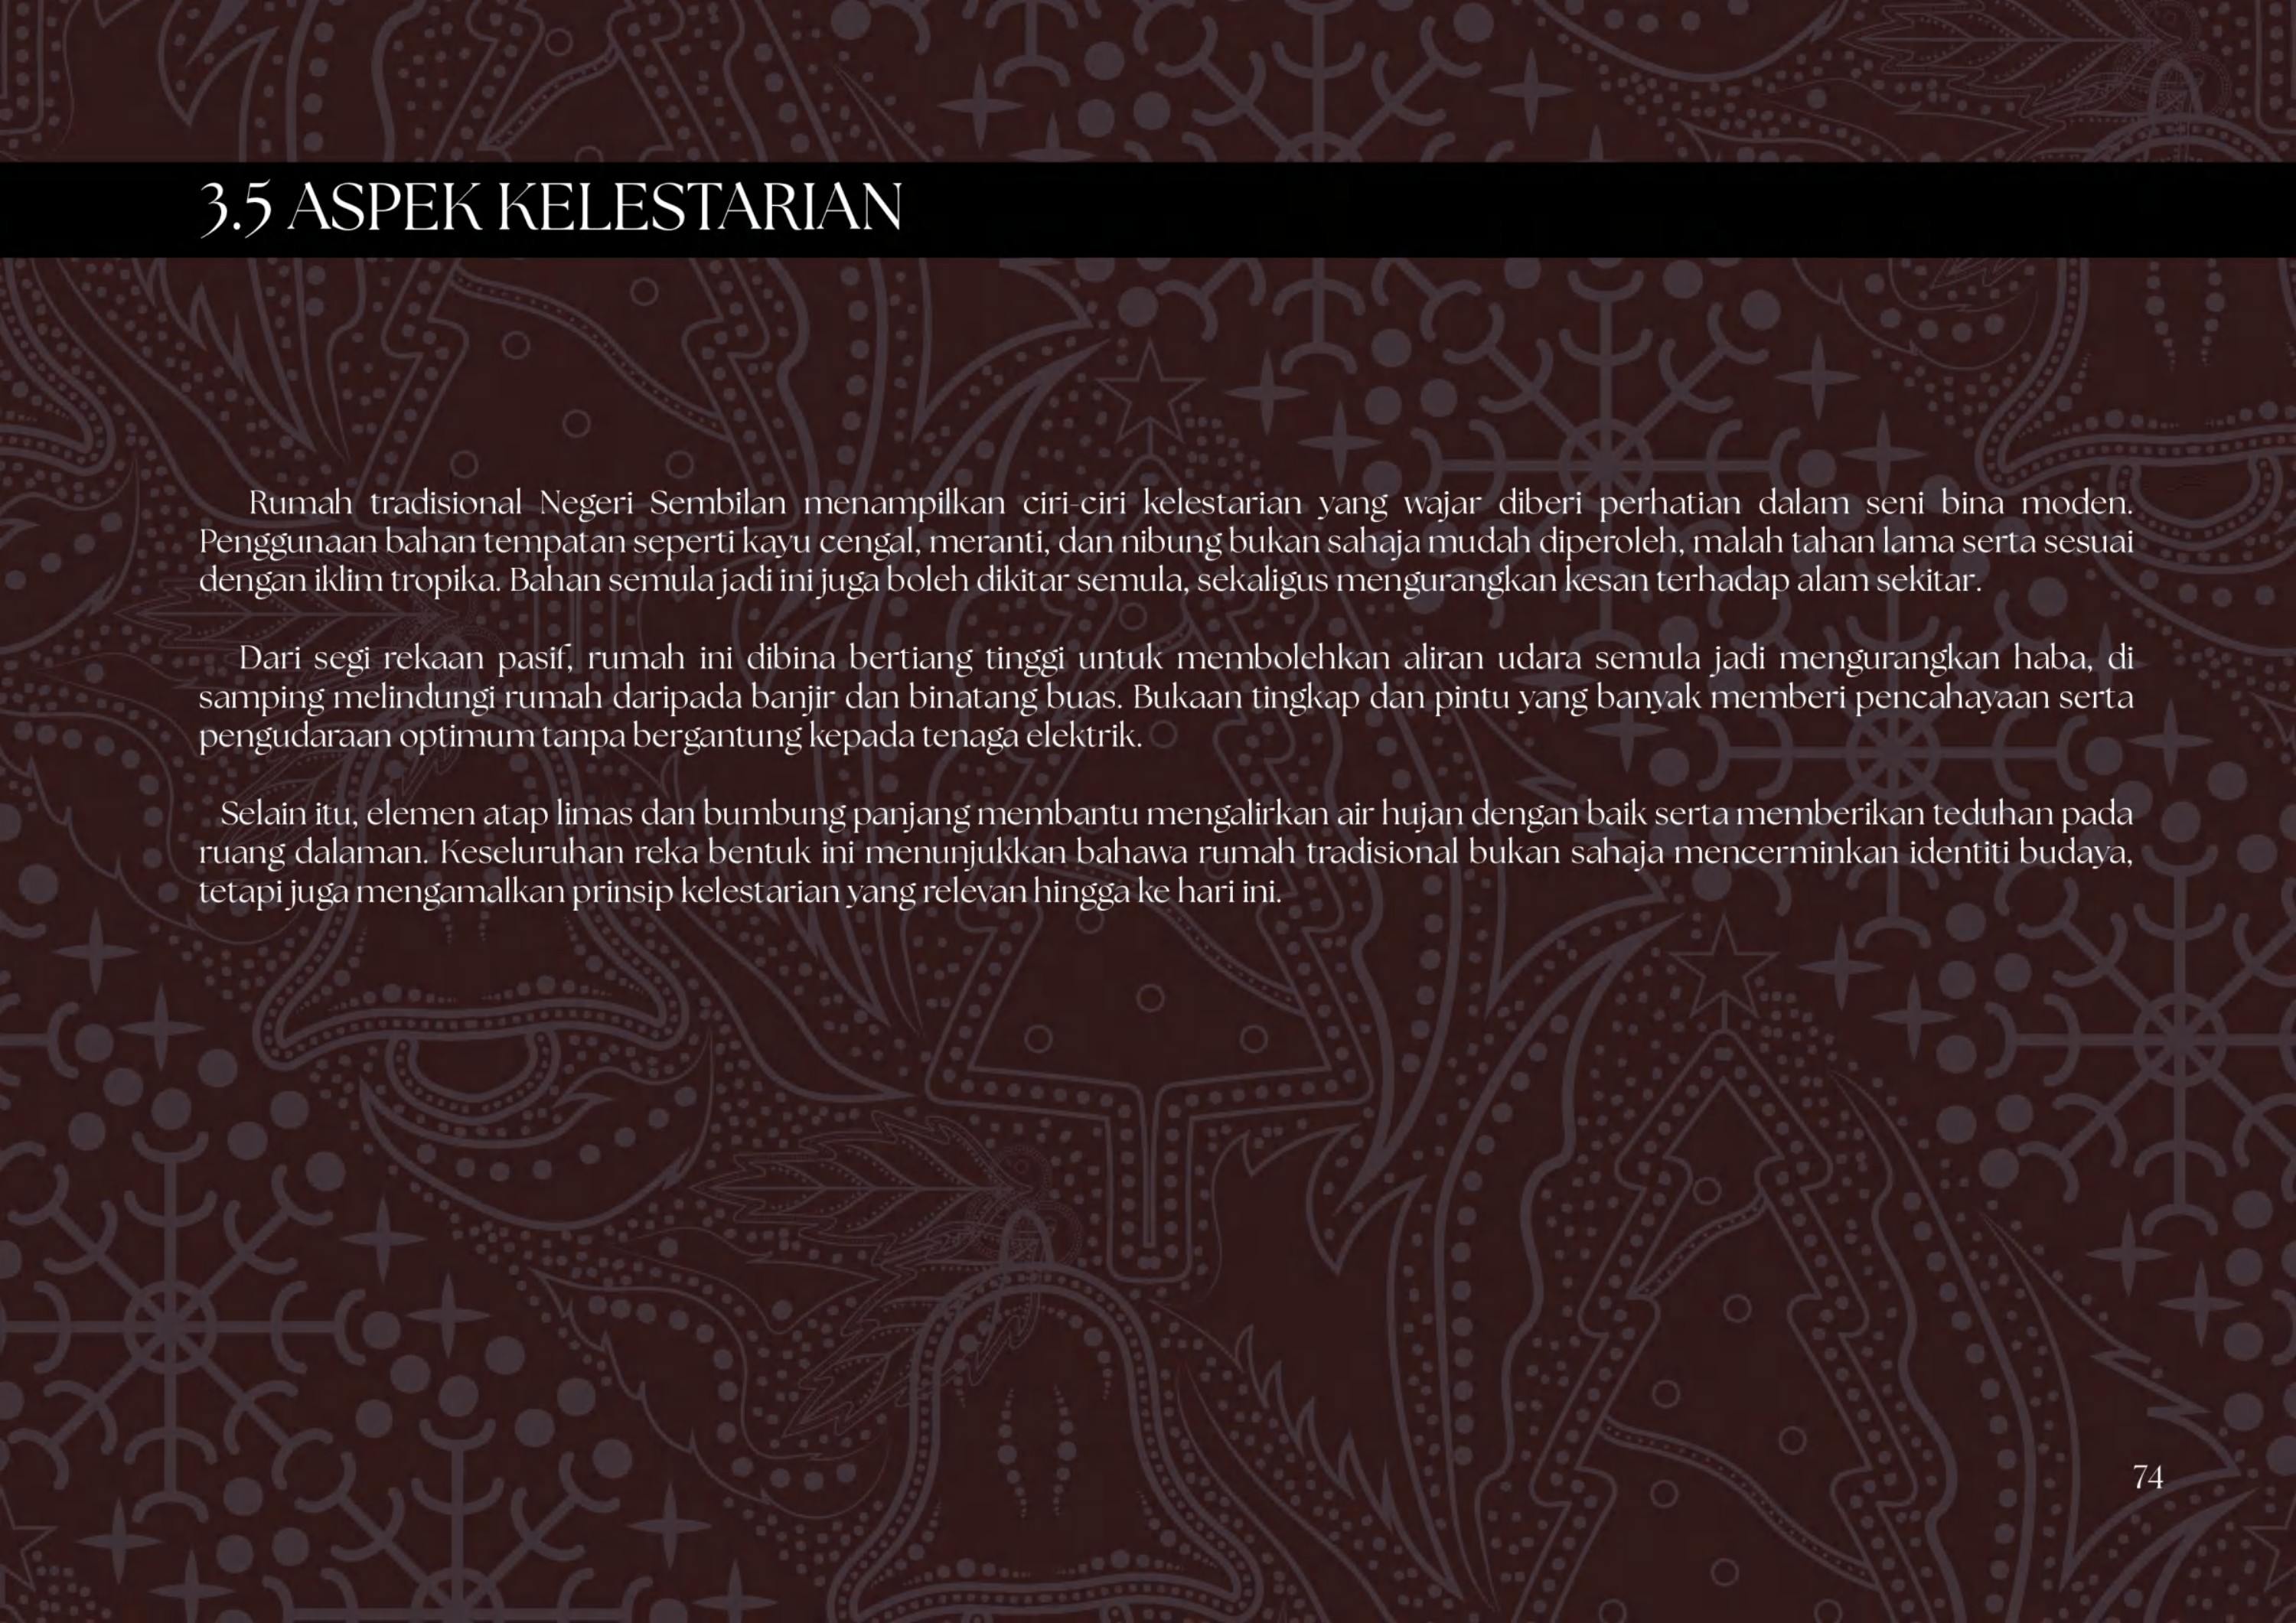 3.5 ASPEK KELESTARIAN
Rumah tradisional Negeri Sembilan menampilkan ciri-ciri kelestarian yang wajar diberi perhatian dalam seni bina moden.
Penggunaan bahan tempatan seperti kayu cengal, meranti, dan nibung bukan sahaja mudah diperoleh, malah tahan lama serta sesuai
dengan iklim tropika. Bahan semula jadi ini juga boleh dikitar semula, sekaligus mengurangkan kesan terhadap alam sekitar.
Dari segi rekaan pasif, rumah ini dibina bertiang tinggi untuk membolehkan aliran udara semula jadi mengurangkan haba, di
samping melindungi rumah daripada banjir dan binatang buas. Bukaan tingkap dan pintu yang banyak memberi pencahayaan serta
pengudaraan optimum tanpa bergantung kepada tenaga elektrik.
Selain itu, elemen atap limas dan bumbung panjang membantu mengalirkan air hujan dengan baik serta memberikan teduhan pada
ruang dalaman. Keseluruhan reka bentuk ini menunjukkan bahawa rumah tradisional bukan sahaja mencerminkan identiti budaya,
tetapi juga mengamalkan prinsip kelestarian yang relevan hingga ke hari ini.
74